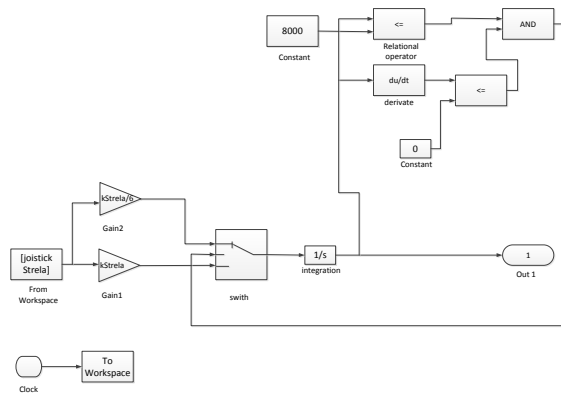 8000
Constant
<=
Relational
operator
AND
du/dt
derivate
<=
0
Constant
kStrela/6
Gain2
[joistick
Strela]
From
Workspace
kStrela
Gain1
swith
1/s
integration
1
Out 1
Clock
To
Workspace